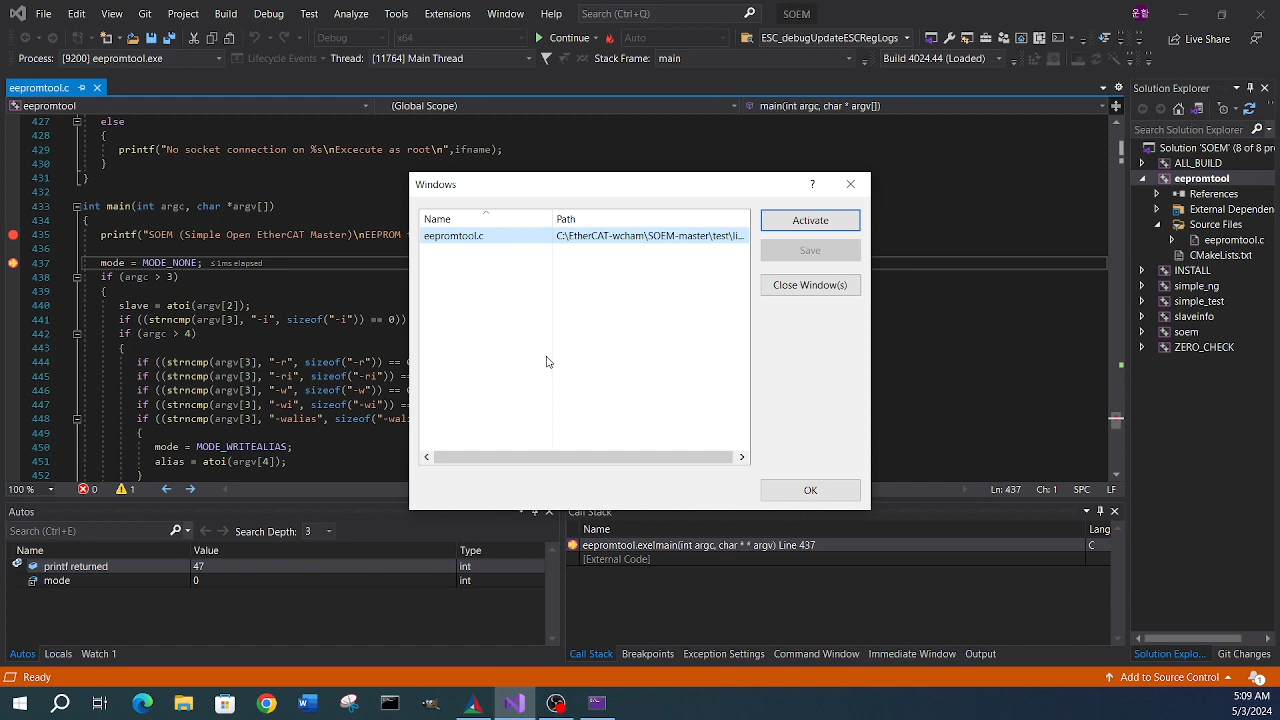 File Edit View Git Project Build Debug Test Analyze Tools Extensions Window Help Search (Ctrl+Q) SOEM 운함
Debug x64 Continue Auto ESC_debugUpdateESCRegLogs Live Share
Process: [9200] eepromtool.exe Lifecycle Events Thread: [11764] Main Thread Stack Frame: main Build 4024.44 (Loaded)
eepromtool.c
eepromtool (Global Scope) main(int argc, char * argv[])
427 else
428 {
429 printf("No socket connection on %s\nExcecute as root\n",ifname);
430 }
431 }
432
433 int main(int argc, char *argv[])
434 {
435 printf("SOEM (Simple Open EtherCAT Master)\nEEPROM
437 mode = MODE_NONE; ≤1ms elapsed
438 if (argc > 3)
439 {
440 slave = atoi(argv[2]);
441 if ((strncmp(argv[3], "-i", sizeof("-i")) == 0))
442 if (argc > 4)
443 {
444 if ((strncmp(argv[3], "-r", sizeof("-r")) ==
445 if ((strncmp(argv[3], "-ri", sizeof("-ri")) ==
446 if ((strncmp(argv[3], "-w", sizeof("-w")) ==
447 if ((strncmp(argv[3], "-wi", sizeof("-wi")) ==
448 if ((strncmp(argv[3], "-walias", sizeof("-wali
449 {
450 mode = MODE_WRITEALIAS;
451 alias = atoi(argv[4]);
452 }
100 % 0 1 Ln: 437 Ch: 1 SPC LF
Windows
Name Path
eepromtool.c C:\EtherCAT-wcham\SOEM-master\test\li...
Activate
Save
Close Window(s)
OK
Solution Explorer
Search Solution Explorer
Solution 'SOEM' (8 of 8 pr
ALL_BUILD
eepromtool
References
External Dependen
Source Files
eepromtool.c
CMakeLists.txt
INSTALL
simple_ng
simple_test
slaveinfo
soem
ZERO_CHECK
Solution Explo... Git Changes
Autos
Search (Ctrl+E) Search Depth: 3
Name Value Type
printf returned 47 int
mode 0 int
Autos Locals Watch 1
Call Stack
Name Lang
eepromtool.exe!main(int argc, char * * argv) Line 437 C
[External Code]
Call Stack Breakpoints Exception Settings Command Window Immediate Window Output
Ready Add to Source Control 1
5:09 AM
5/3/2024